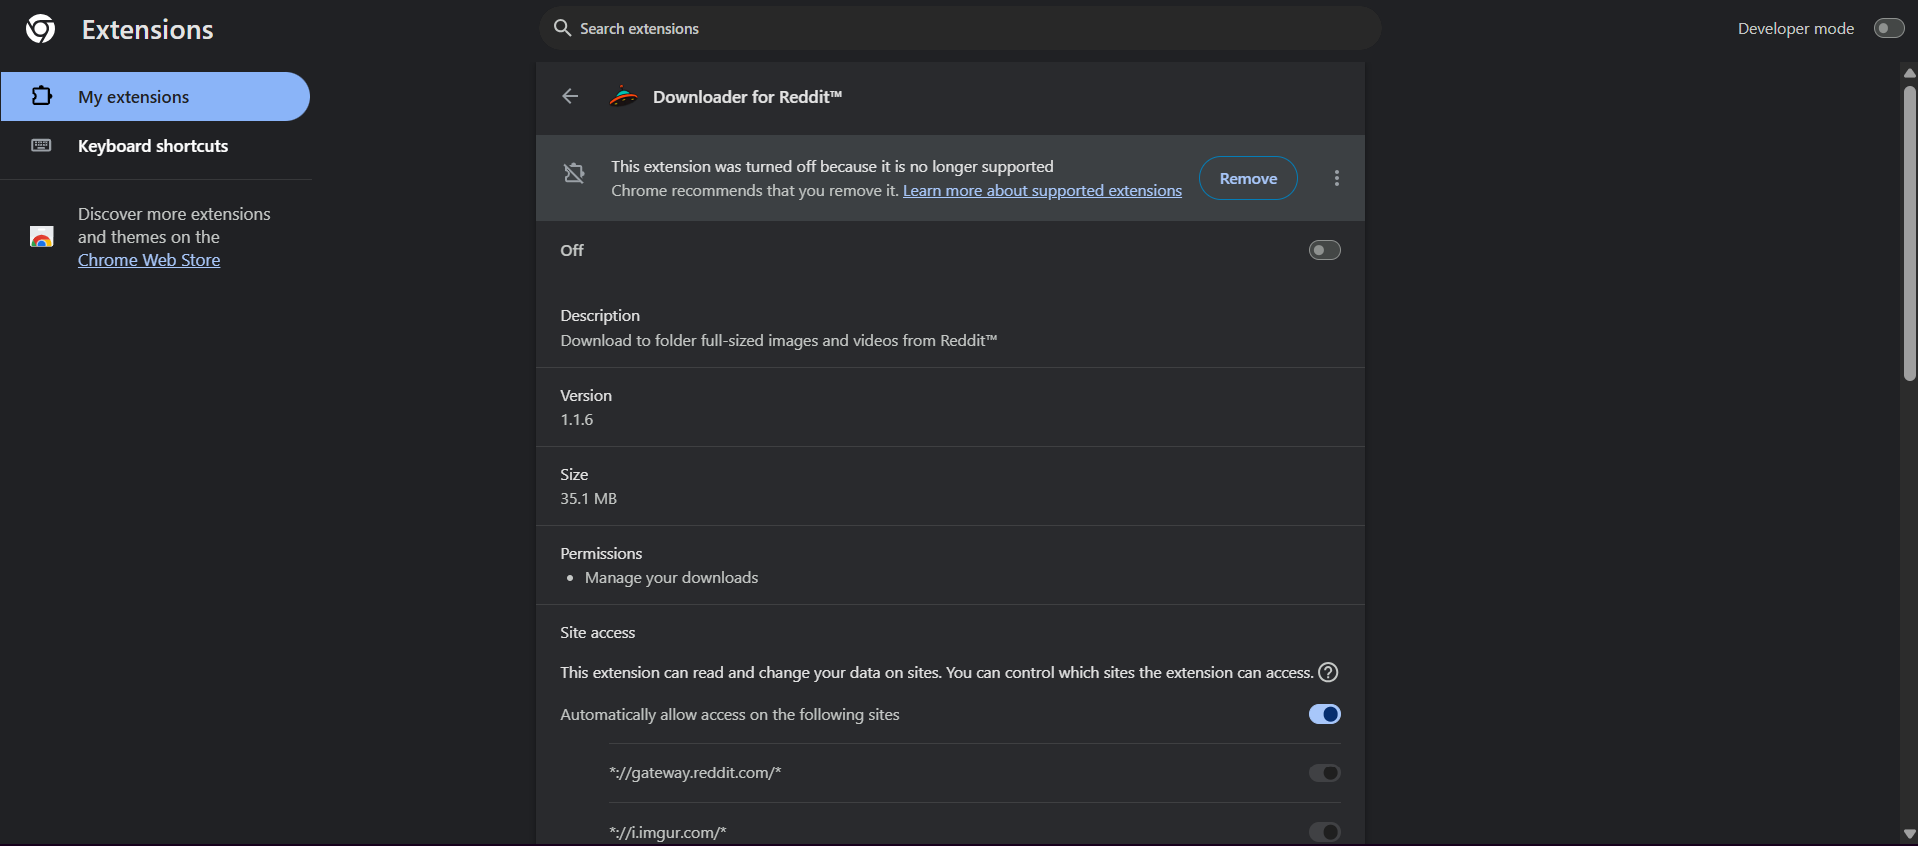 Extensions
Search extensions
Developer mode
My extensions
Keyboard shortcuts
Discover more extensions
and themes on the
Chrome Web Store
Downloader for Reddit™
This extension was turned off because it is no longer supported
Chrome recommends that you remove it. Learn more about supported extensions
Remove
Off
Description
Download to folder full-sized images and videos from Reddit™
Version
1.1.6
Size
35.1 MB
Permissions
• Manage your downloads
Site access
This extension can read and change your data on sites. You can control which sites the extension can access.
Automatically allow access on the following sites
*://gateway.reddit.com/*
*://i.imgur.com/*